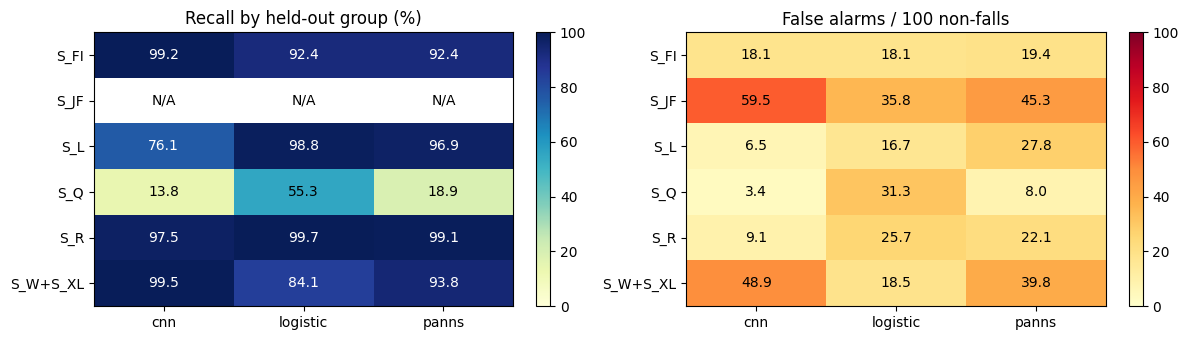 Recall by held-out group (%)
S_FI 99.2 92.4 92.4
S_JF N/A N/A N/A
S_L 76.1 98.8 96.9
S_Q 13.8 55.3 18.9
S_R 97.5 99.7 99.1
S_W+S_XL 99.5 84.1 93.8
cnn logistic panns
100
80
60
40
20
0
False alarms / 100 non-falls
S_FI 18.1 18.1 19.4
S_JF 59.5 35.8 45.3
S_L 6.5 16.7 27.8
S_Q 3.4 31.3 8.0
S_R 9.1 25.7 22.1
S_W+S_XL 48.9 18.5 39.8
cnn logistic panns
100
80
60
40
20
0